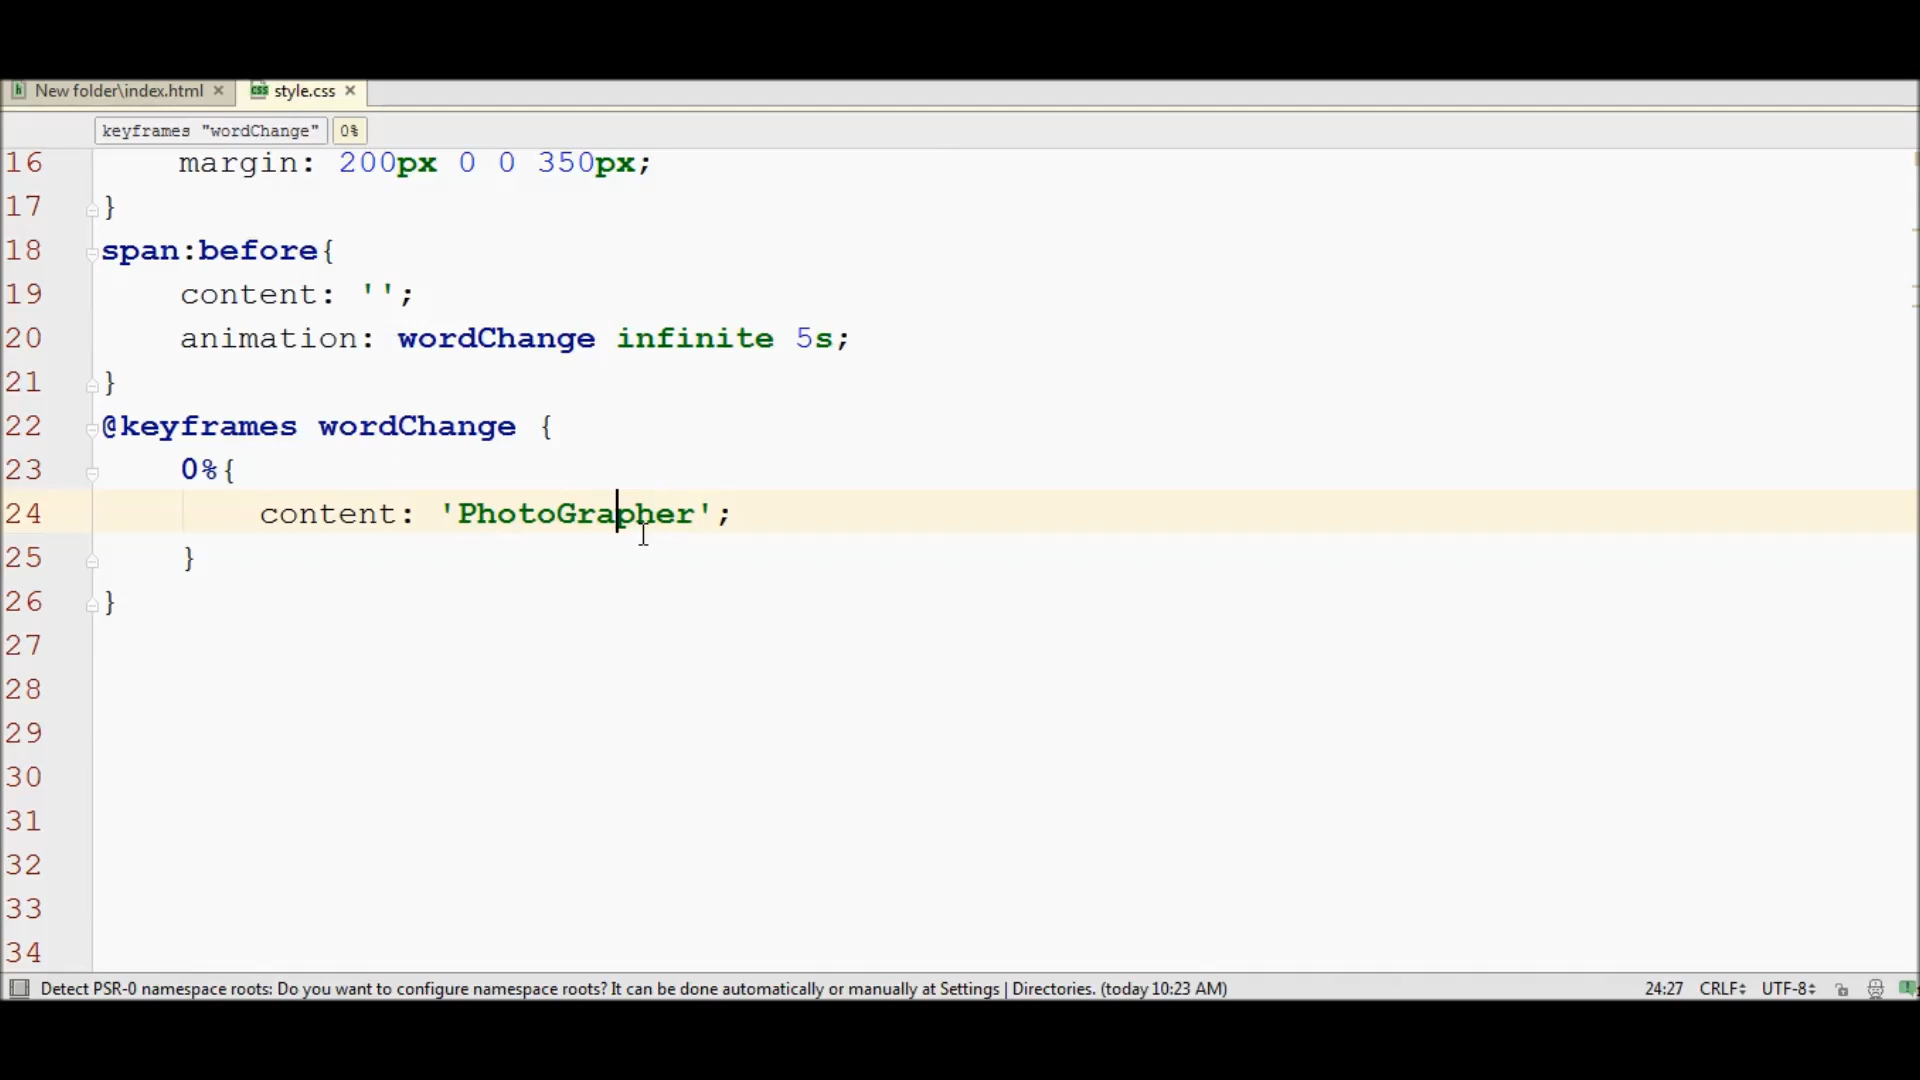 New folder\index.html
style.css
keyframes "wordChange" 0%
16 margin: 200px 0 0 350px;
17 }
18 span:before{
19 content: '';
20 animation: wordChange infinite 5s;
21 }
22 @keyframes wordChange {
23 0%{
24 content: 'PhotoGrapher';
25 }
26 }
27
28
29
30
31
32
33
34
Detect PSR-0 namespace roots: Do you want to configure namespace roots? It can be done automatically or manually at Settings | Directories. (today 10:23 AM) 24:27 CRLF UTF-8